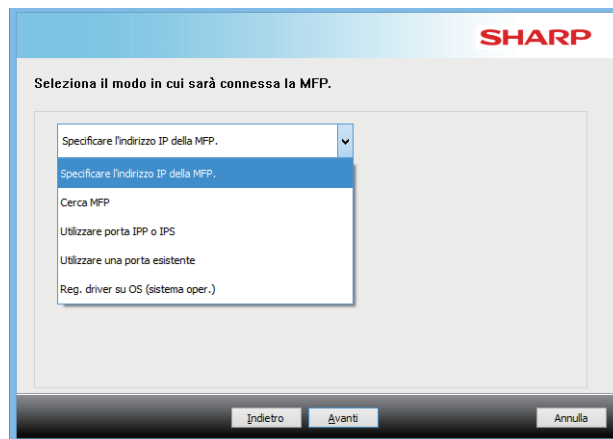 SHARP
Seleziona il modo in cui sarà connessa la MFP.
Specificare l'indirizzo IP della MFP.
Specificare l'indirizzo IP della MFP.
Cerca MFP
Utilizzare porta IPP o IPS
Utilizzare una porta esistente
Reg. driver su OS (sistema oper.)
Indietro Avanti Annulla